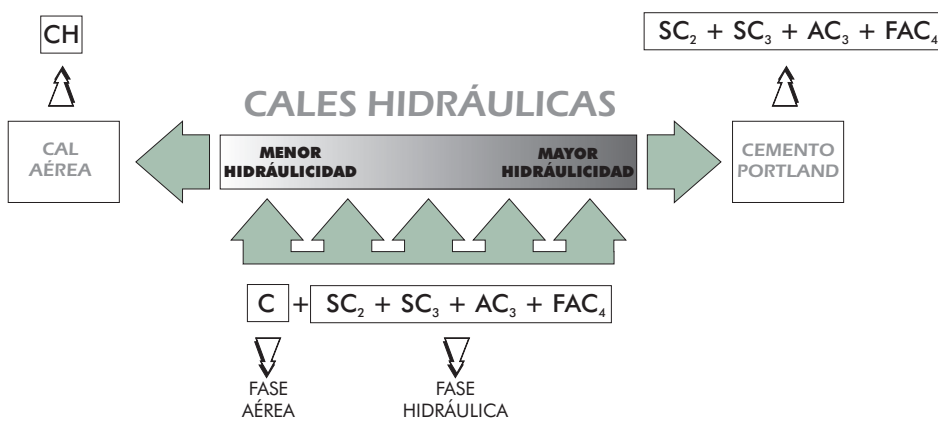 CH
SC₂ + SC₃ + AC₃ + FAC₄
CALES HIDRÁULICAS
CAL
AÉREA
MENOR
HIDRÁULICIDAD
MAYOR
HIDRÁULICIDAD
CEMENTO
PORTLAND
C + SC₂ + SC₃ + AC₃ + FAC₄
FASE
AÉREA
FASE
HIDRÁULICA